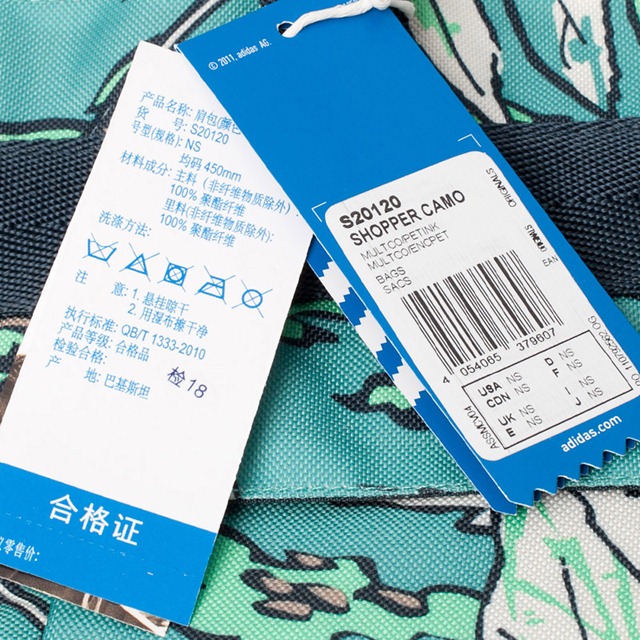 产品名称: 肩包(颜色
货 号: S20120
号型(规格): NS
均码 450mm
材料成分: 主料 (非纤维物质除外).
100% 聚酯纤维
里料(非纤维物质除外):
100% 聚酯纤维
洗涤方法:
注 意: 1. 悬挂晾干
2. 用湿布擦干净
执行标准: QB/T 1333-2010
产品等级: 合格品
检验合格:
检18
产 地: 巴基斯坦
合格证
零售价:
© 2011. adidas AG.
S20120
SHOPPER CAMO
MULTCO/PETINK
MULTCO/ENCPET
BAGS
SACS
ORIGINALS
EAN
4 054065 379607
USA NS D NS
CDN NS F NS
UK NS I NS
E NS J NS
adidas.com